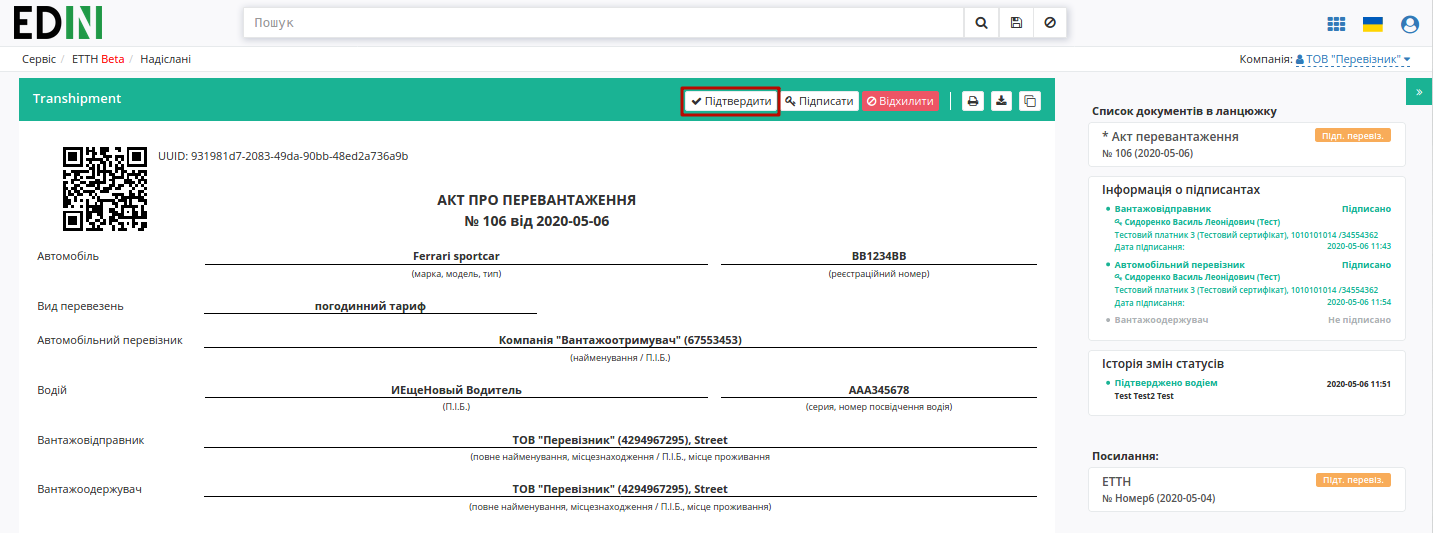 EDIN
Пошук
Сервіс / ЕТТН Beta / Надіслані
Компанія: ТОВ "Перевізник"
Transhipment
Підтвердити
Підписати
Відхилити
»
UUID: 931981d7-2083-49da-90bb-48ed2a736a9b
АКТ ПРО ПЕРЕВАНТАЖЕННЯ
№ 106 від 2020-05-06
Автомобіль Ferrari sportcar BB1234BB
(марка, модель, тип) (реєстраційний номер)
Вид перевезень погодинний тариф
Автомобільний перевізник Компанія "Вантажоотримувач" (67553453)
(найменування / П.І.Б.)
Водій ИЕщеНовый Водитель AAA345678
(П.І.Б.) (серия, номер посвідчення водія)
Вантажовідправник ТОВ "Перевізник" (4294967295), Street
(повне найменування, місцезнаходження / П.І.Б., місце проживання
Вантажоодержувач ТОВ "Перевізник" (4294967295), Street
(повне найменування, місцезнаходження / П.І.Б., місце проживання)
Список документів в ланцюжку
* Акт перевантаження Підп. перевіз.
№ 106 (2020-05-06)
Інформація о підписантах
Вантажовідправник Підписано
Сидоренко Василь Леонідович (Тест)
Тестовий платник 3 (Тестовий сертифікат), 1010101014 /34554362
Дата підписання: 2020-05-06 11:43
Автомобільний перевізник Підписано
Сидоренко Василь Леонідович (Тест)
Тестовий платник 3 (Тестовий сертифікат), 1010101014 /34554362
Дата підписання: 2020-05-06 11:54
Вантажоодержувач Не підписано
Історія змін статусів
Підтверджено водієм 2020-05-06 11:51
Test Test2 Test
Посилання:
ЕТТН Підт. перевіз.
№ Номер6 (2020-05-04)